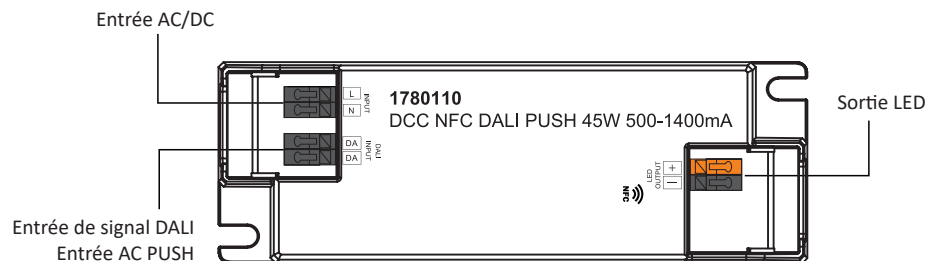 Entrée AC/DC
1780110
DCC NFC DALI PUSH 45W 500-1400mA
Sortie LED
L
N
INPUT
DA
DA
DALI
INPUT
LED
OUTPUT
+
—
NFC
Entrée de signal DALI
Entrée AC PUSH